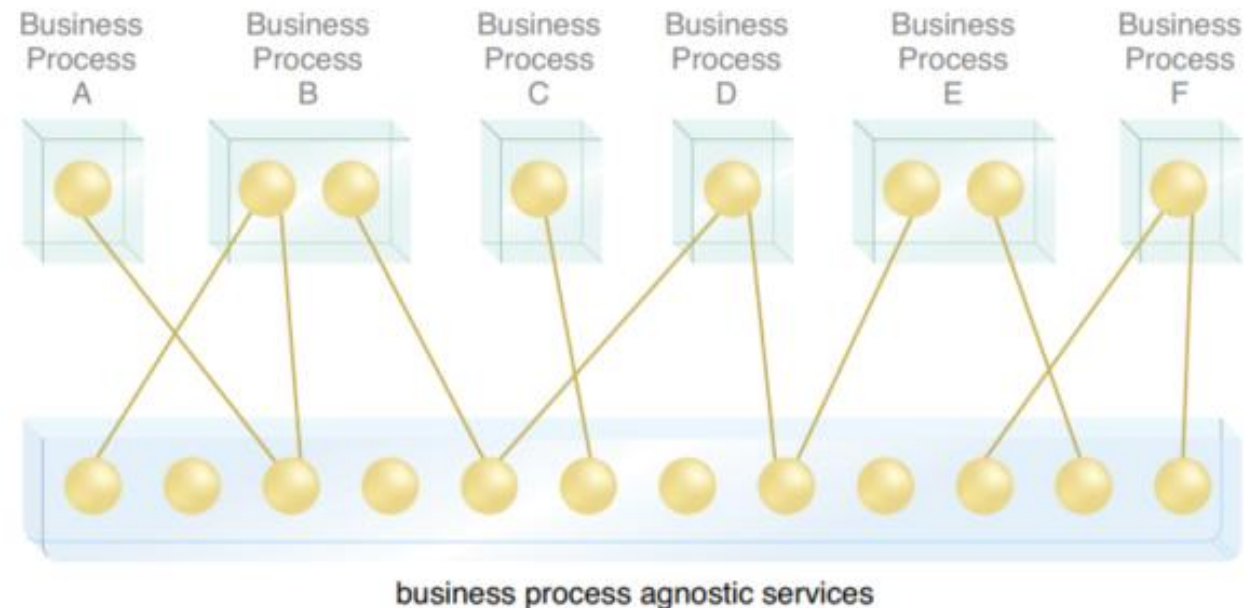 Business
Process
A
Business
Process
B
Business
Process
C
Business
Process
D
Business
Process
E
Business
Process
F
business process agnostic services